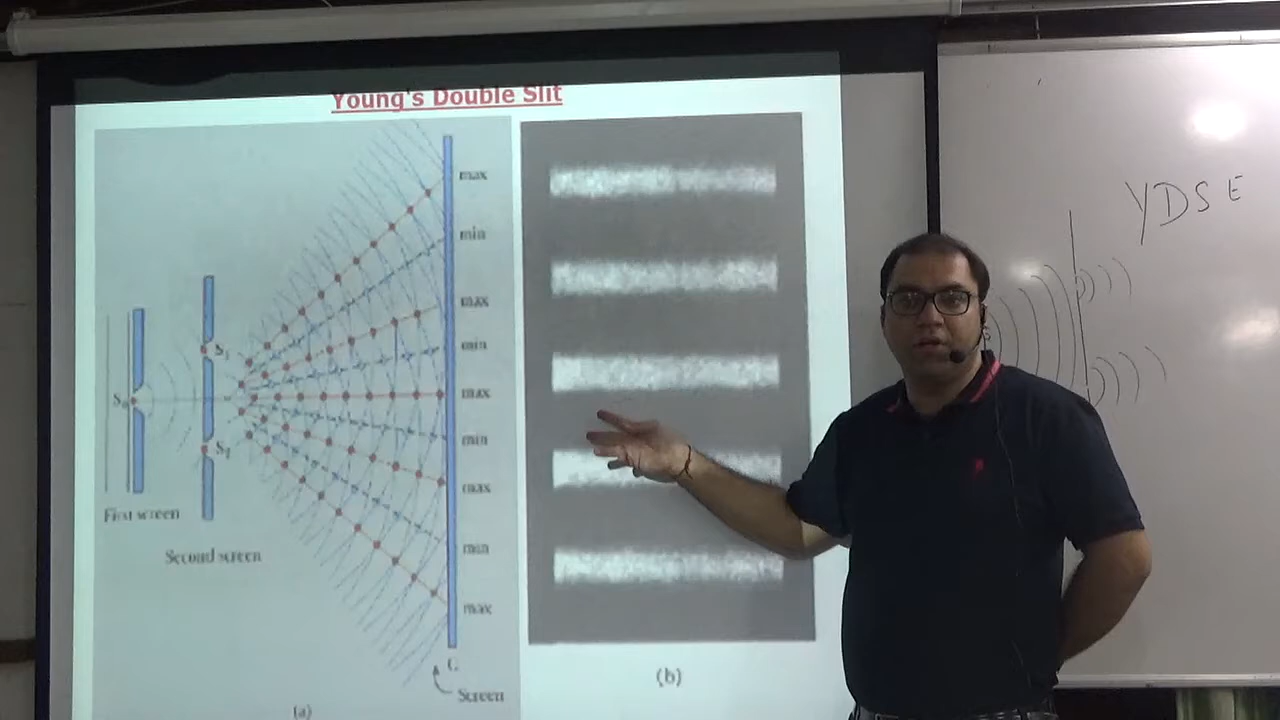 Young's Double Slit
max
min
max
min
max
min
max
min
max
S₀
S₁
S₂
First screen
Second screen
C
Screen
(a)
(b)
YDSE